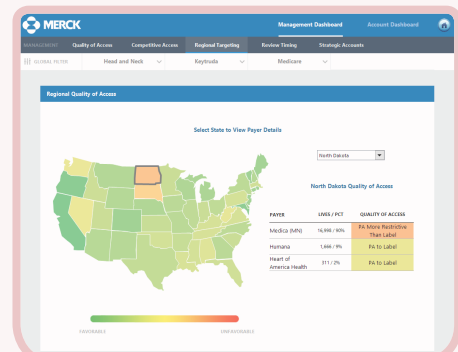 MERCK
Management Dashboard
Account Dashboard
MANAGEMENT
Quality of Access
Competitive Access
Regional Targeting
Review Timing
Strategic Accounts
GLOBAL FILTER
Head and Neck
Keytruda
Medicare
Regional Quality of Access
Select State to View Payer Details
North Dakota
North Dakota Quality of Access
PAYER LIVES / PCT QUALITY OF ACCESS
Medica (MN) 16,995 / 90% PA More Restrictive
Than Label
Humana 1,666 / 9% PA to Label
Heart of
America Health 311 / 2% PA to Label
FAVORABLE UNFAVORABLE